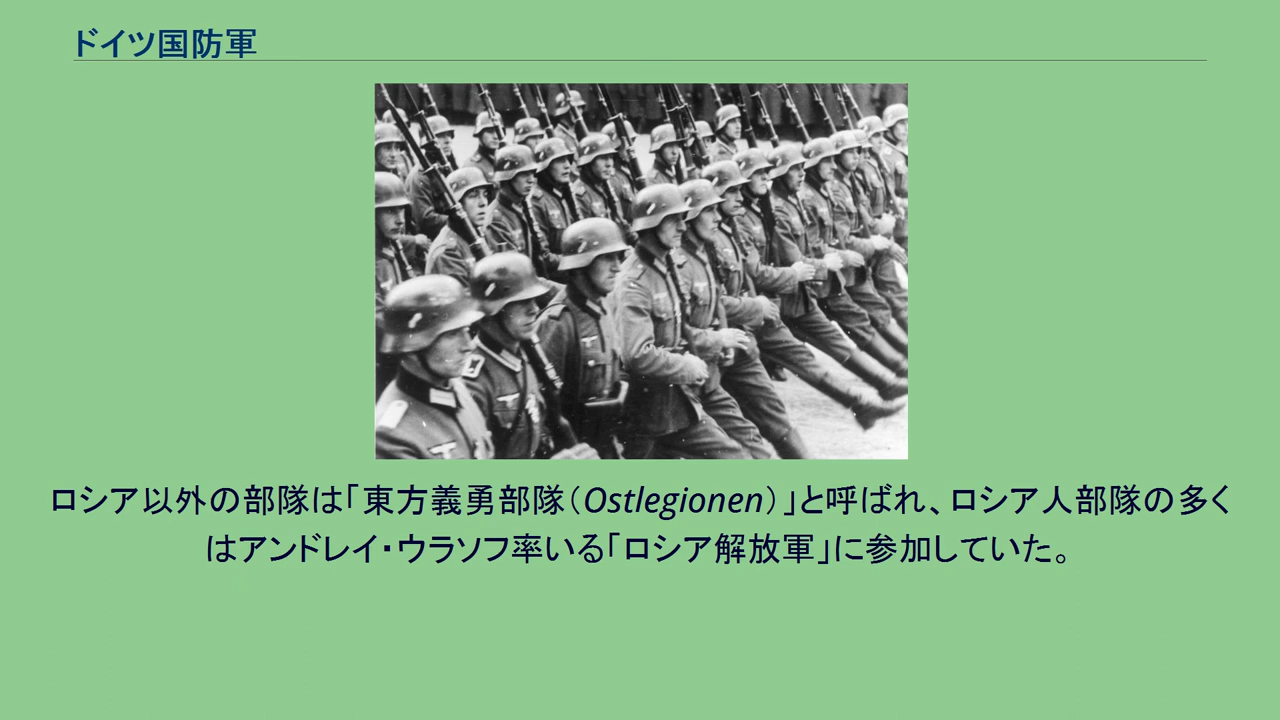 ドイツ国防軍
ロシア以外の部隊は「東方義勇部隊（Ostlegionen）」と呼ばれ、ロシア人部隊の多く
はアンドレイ・ウラソフ率いる「ロシア解放軍」に参加していた。